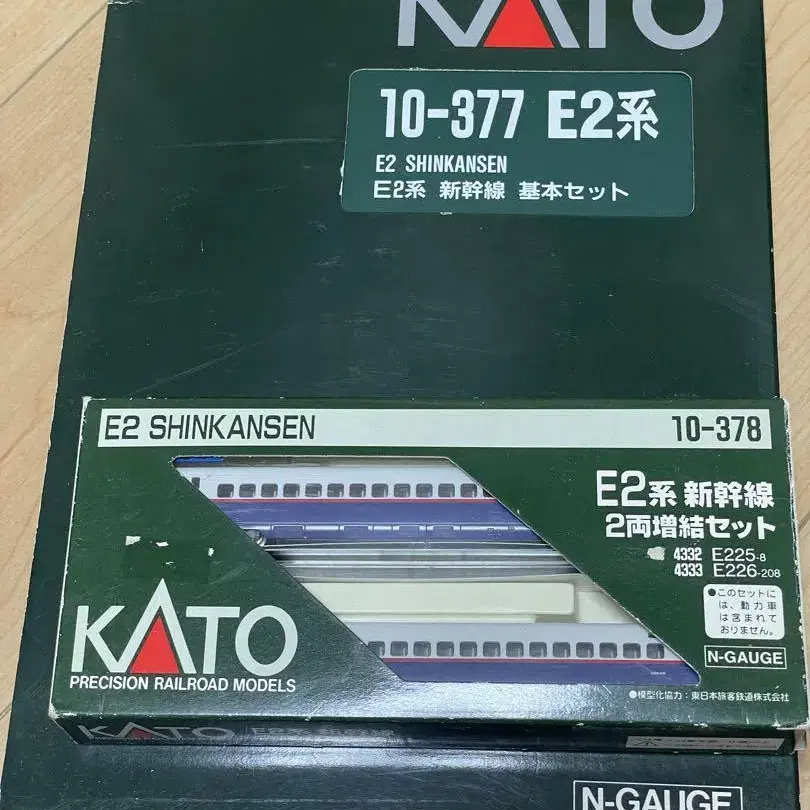 KATO
10-377 E2系
E2 SHINKANSEN
E2系 新幹線 基本セット
E2 SHINKANSEN 10-378
E2系 新幹線
2両増結セット
4332 E225-8
4333 E226-208
●このセットに
は、動力車
は含まれて
おりません。
KATO
PRECISION RAILROAD MODELS
N-GAUGE
●模型化協力：東日本旅客鉄道株式会社
KATO
N-GAUGE